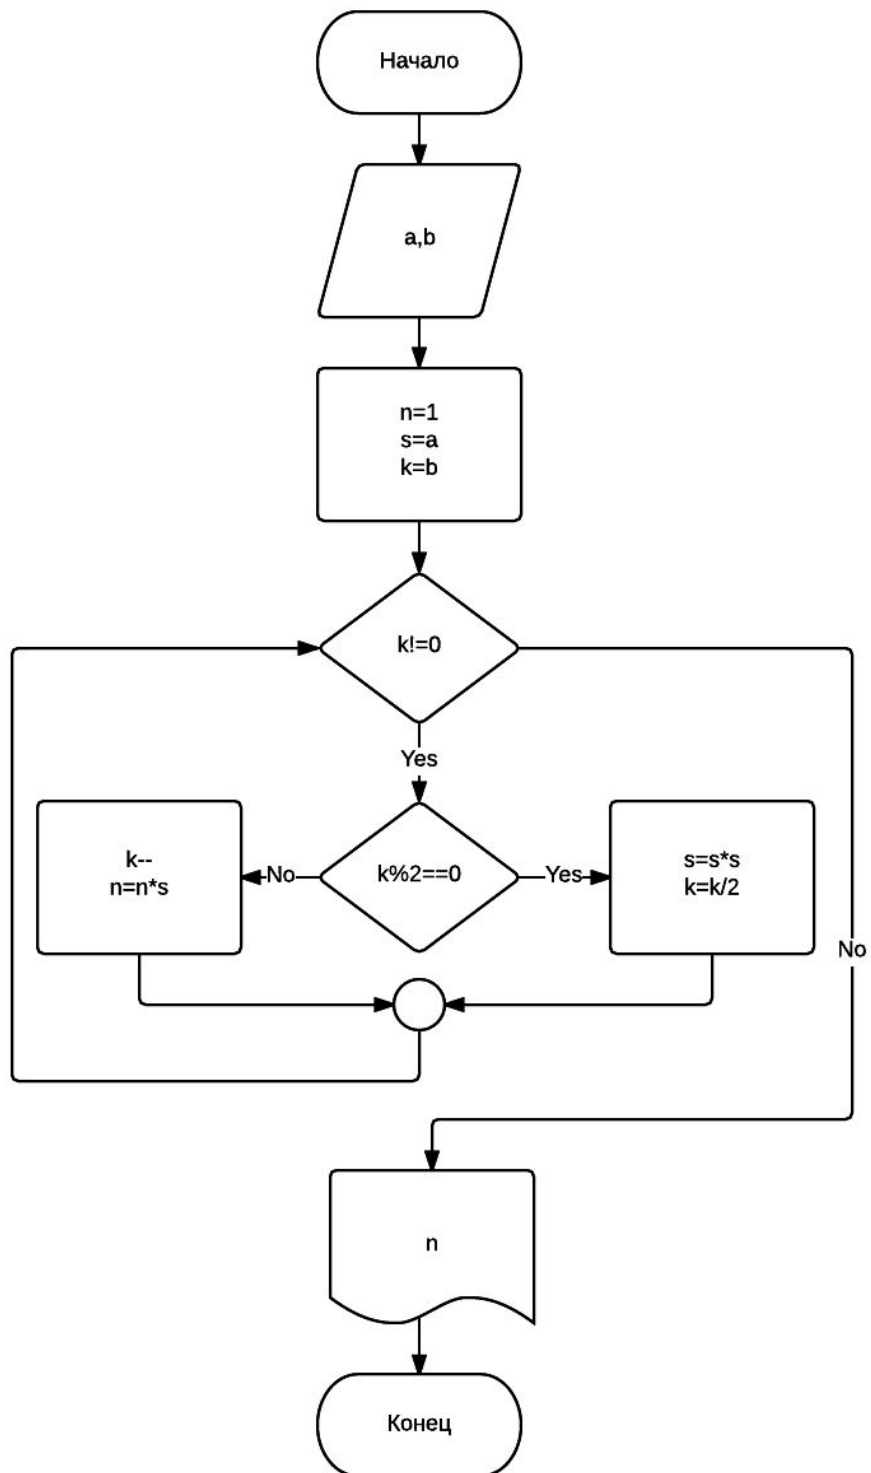 Начало
a,b
n=1
s=a
k=b
k!=0
Yes
k--
n=n*s
No
k%2==0
Yes
s=s*s
k=k/2
No
n
Конец